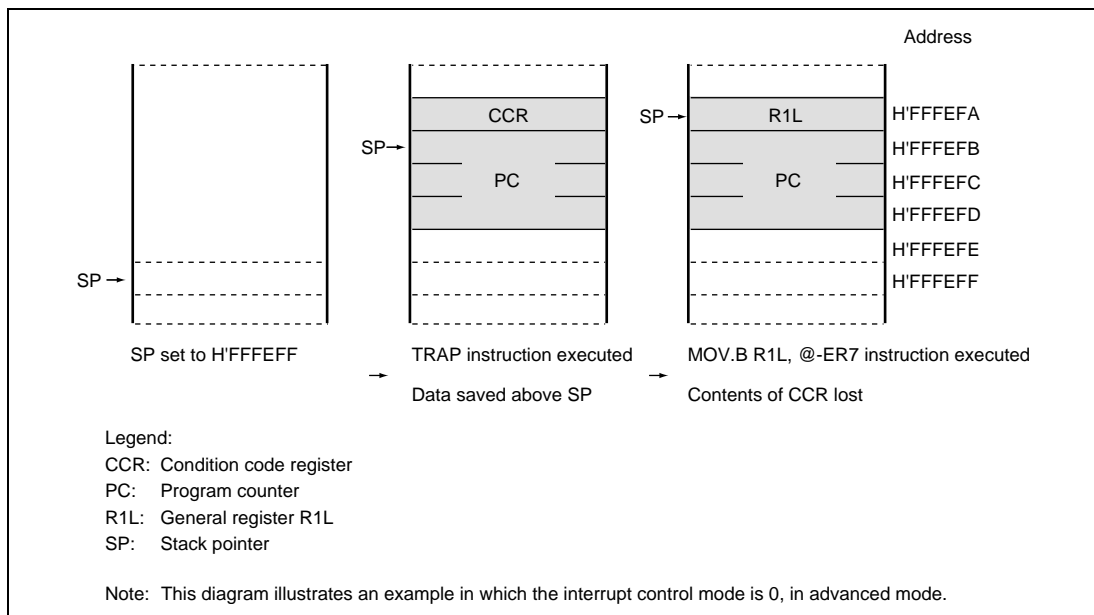 Address
SP →
CCR
SP→
PC
SP →
R1L
PC
H'FFFEFA
H'FFFEFB
H'FFFEFC
H'FFFEFD
H'FFFEFE
H'FFFEFF
SP set to H'FFFEFF
TRAP instruction executed
MOV.B R1L, @-ER7 instruction executed
→
Data saved above SP
→
Contents of CCR lost
Legend:
CCR: Condition code register
PC: Program counter
R1L: General register R1L
SP: Stack pointer
Note: This diagram illustrates an example in which the interrupt control mode is 0, in advanced mode.